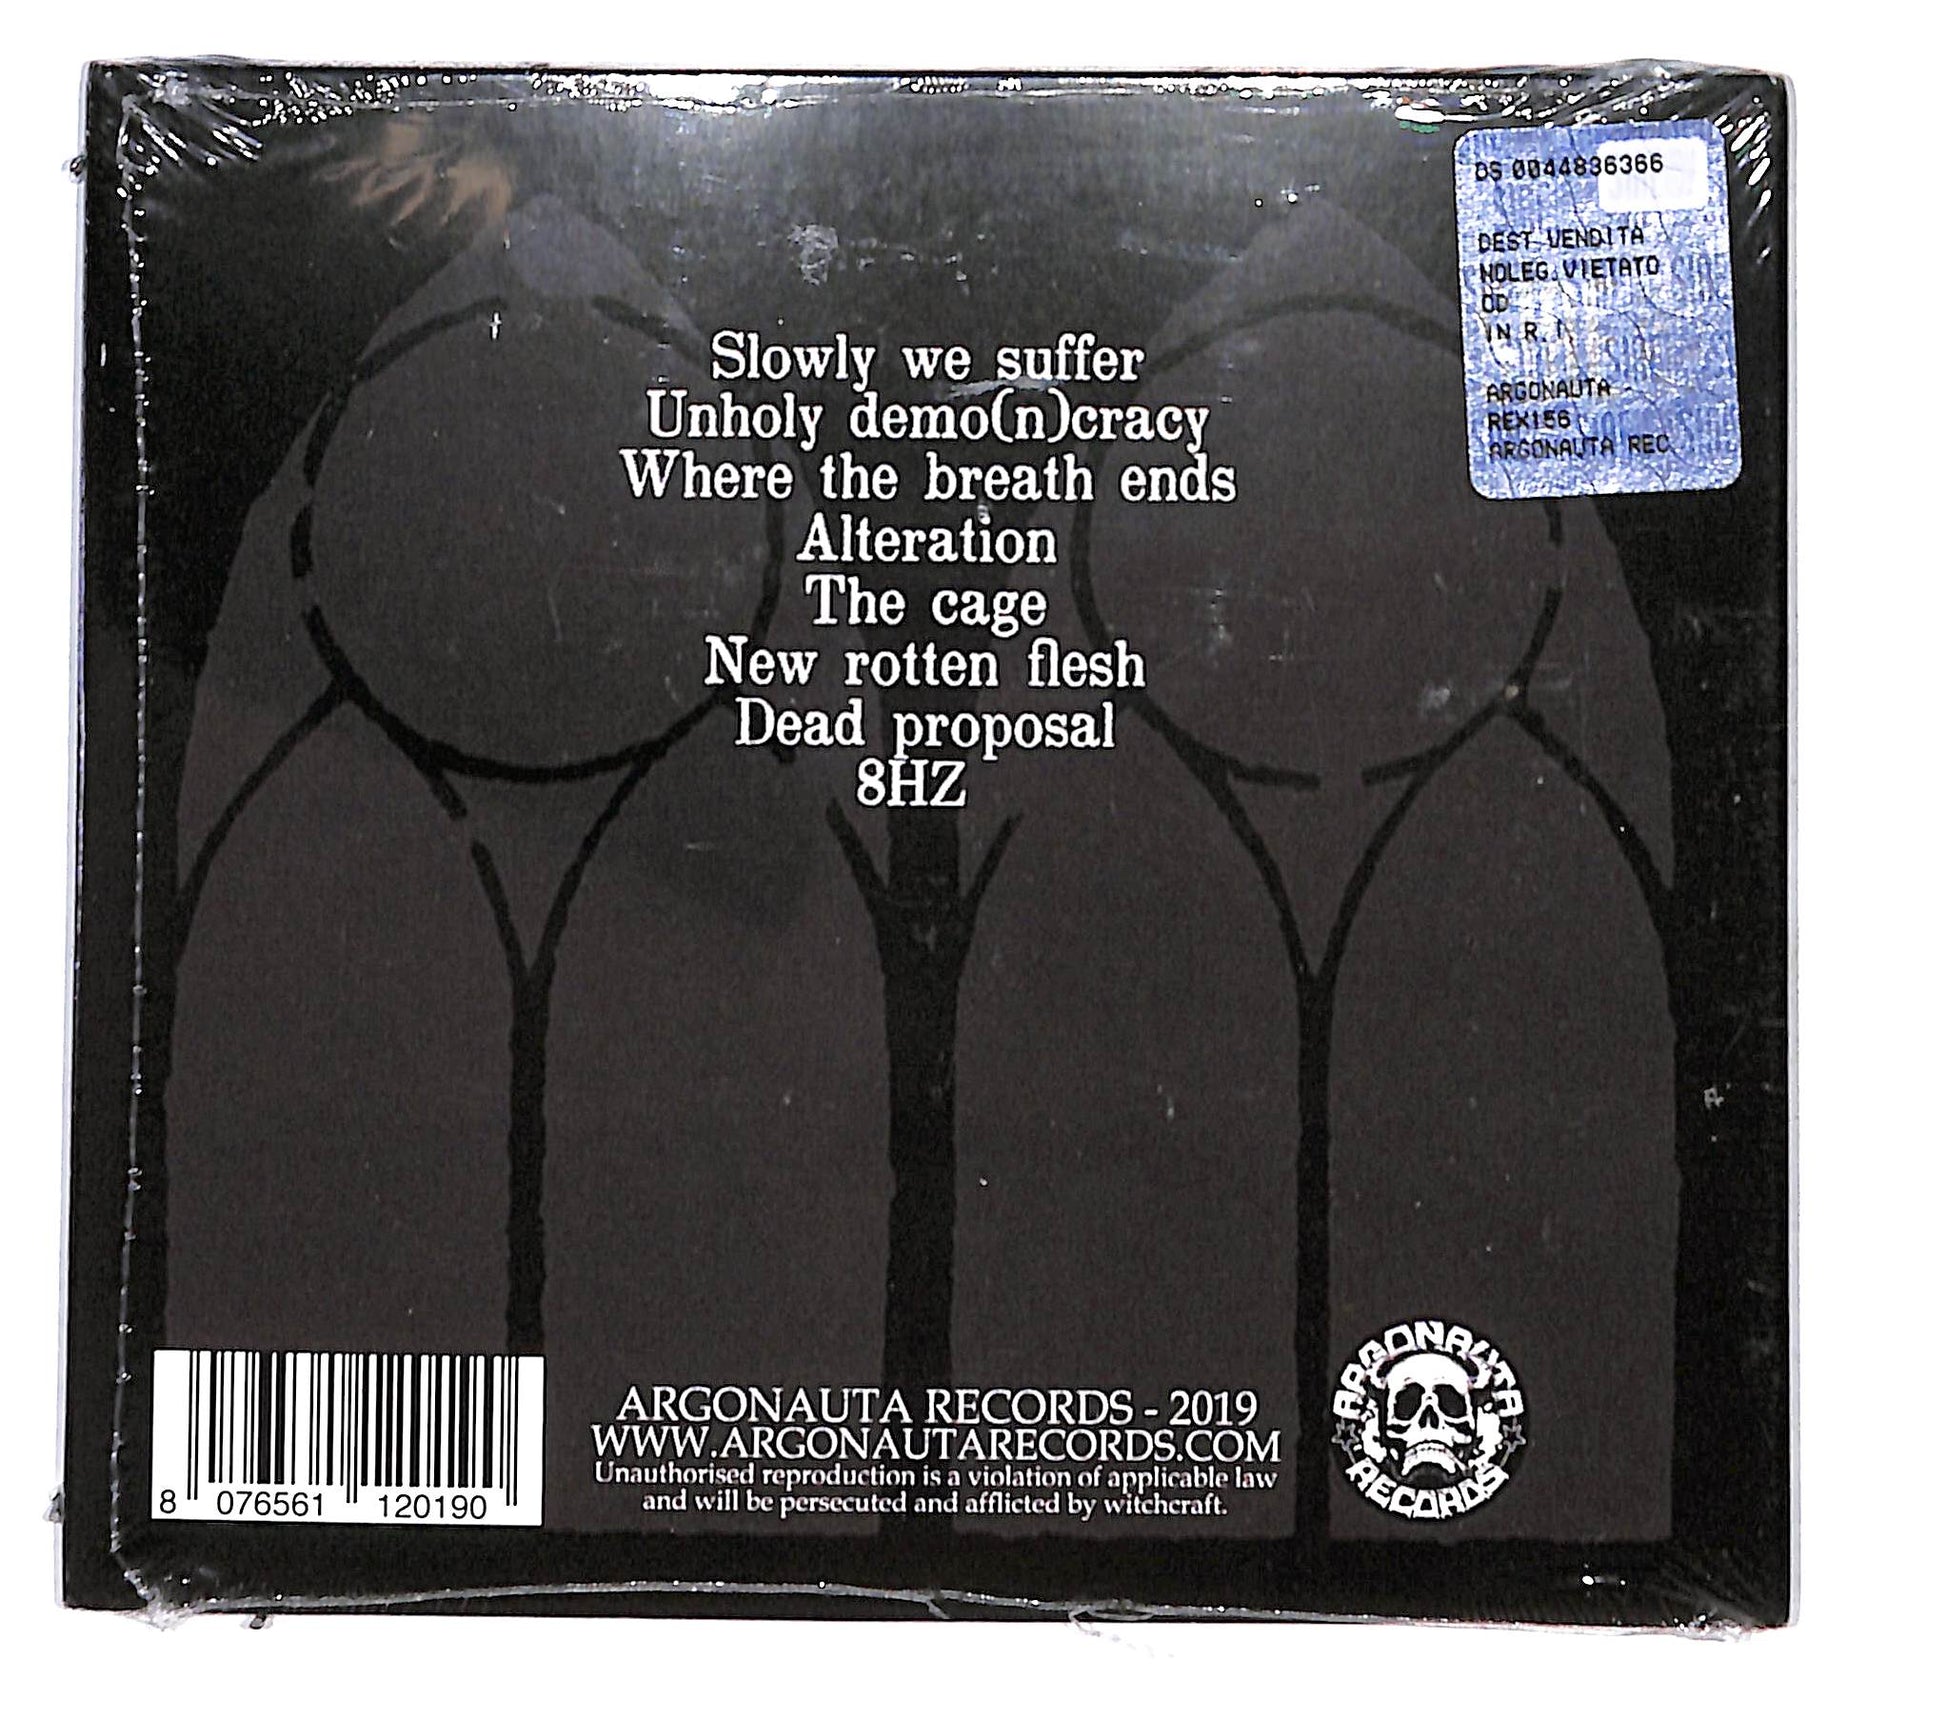 DS 0044836366
DEST VENDITA
NOLEG.VIETATO
CD
IN R.I
ARGONAUTA -
REX156
ARGONAUTA REC.
Slowly we suffer
Unholy demo(n)cracy
Where the breath ends
Alteration
The cage
New rotten flesh
Dead proposal
8HZ
8 076561 120190
ARGONAUTA RECORDS - 2019
WWW.ARGONAUTARECORDS.COM
Unauthorised reproduction is a violation of applicable law
and will be persecuted and afflicted by witchcraft.
ARGONAUTA
RECORDS